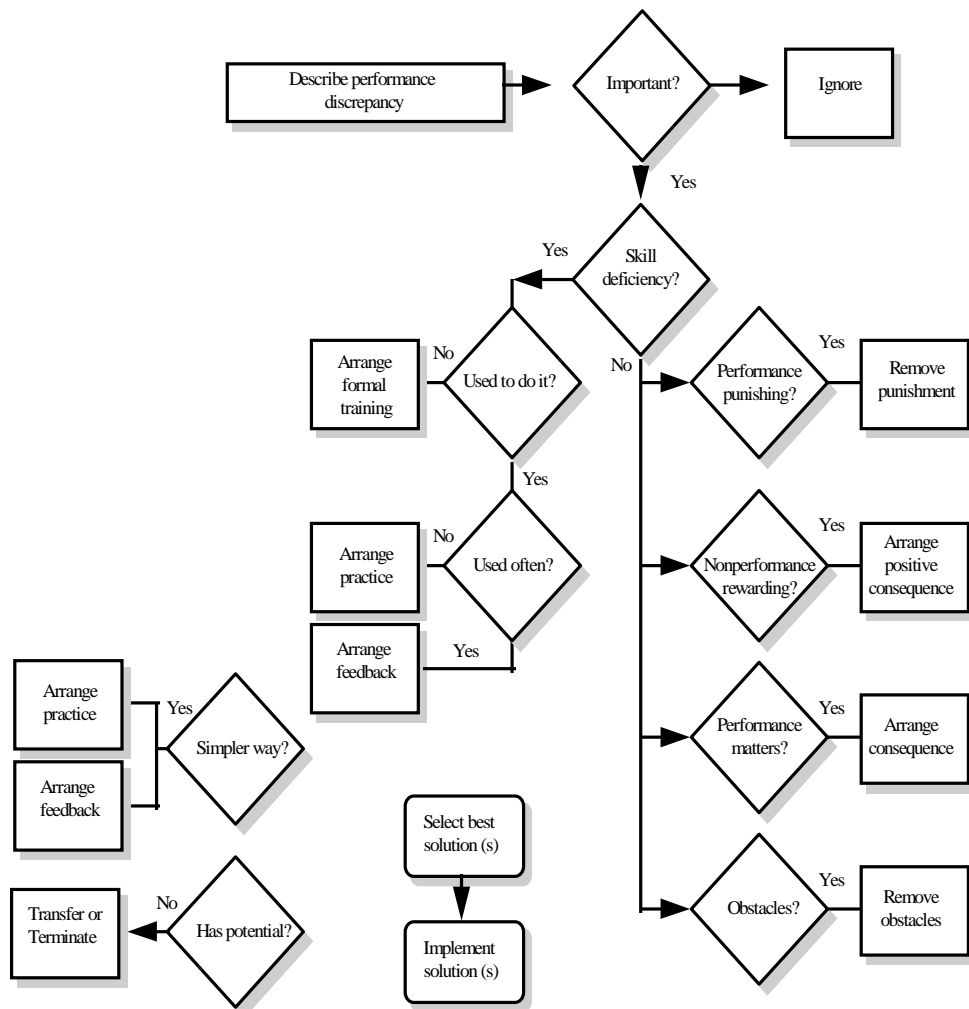 Describe performance
discrepancy
Important?
Ignore
Yes
Yes
Skill
deficiency?
No
Arrange
formal
training
No
Used to do it?
Performance
punishing?
Yes
Remove
punishment
Yes
Arrange
practice
No
Used often?
Nonperformance
rewarding?
Yes
Arrange
positive
consequence
Arrange
feedback
Yes
Arrange
practice
Yes
Simpler way?
Arrange
feedback
Performance
matters?
Yes
Arrange
consequence
Select best
solution (s)
Transfer or
Terminate
No
Has potential?
Implement
solution (s)
Obstacles?
Yes
Remove
obstacles